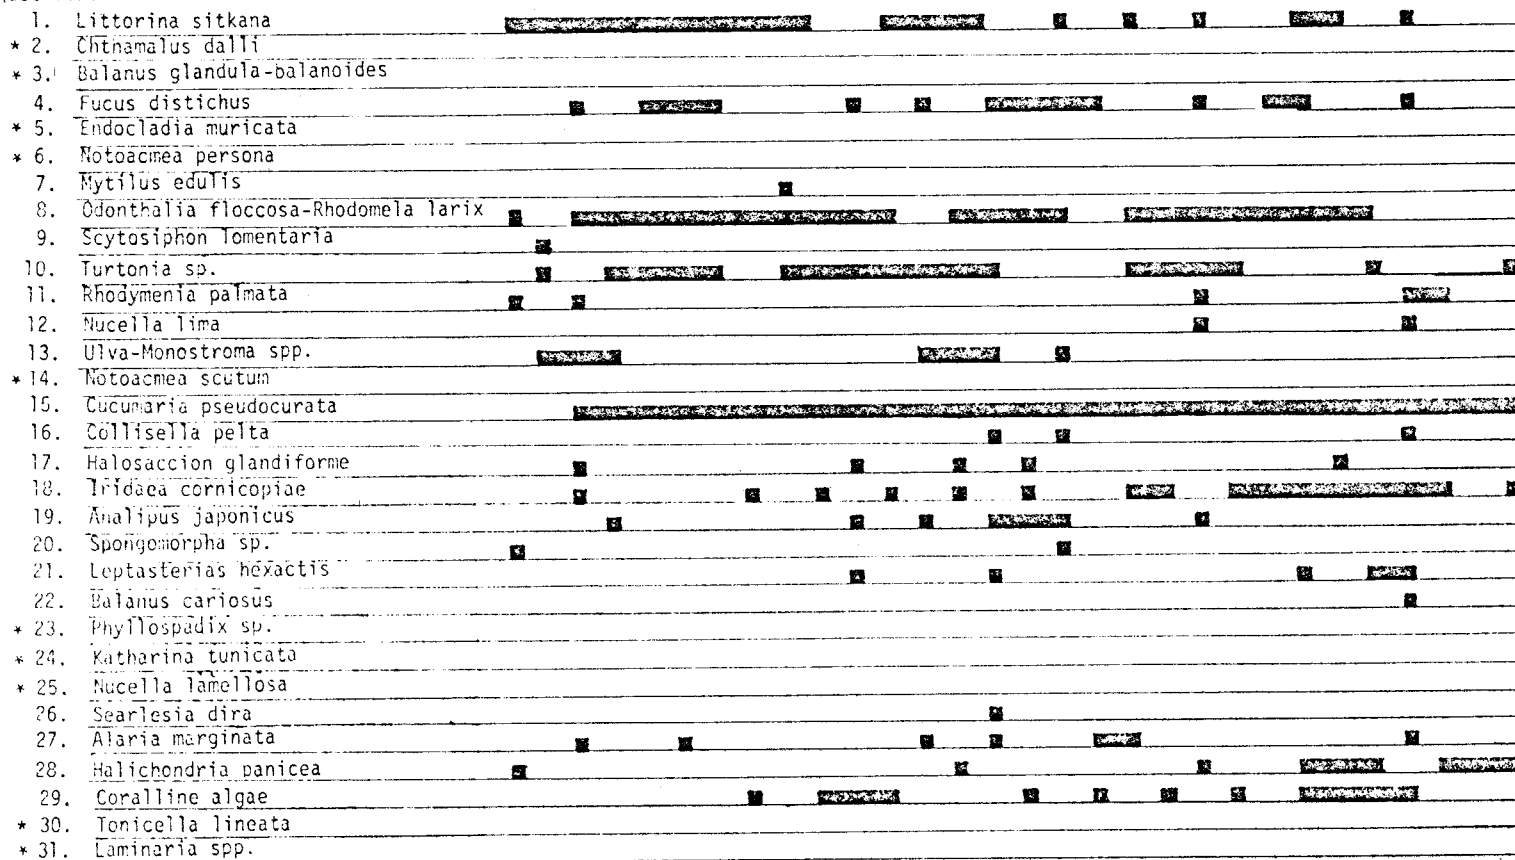 1. Littorina sitkana
* 2. Chthamalus dalli
* 3. Balanus glandula-balanoides
4. Fucus distichus
* 5. Endocladia muricata
* 6. Notoacmea persona
7. Mytilus edulis
8. Odonthalia floccosa-Rhodomela larix
9. Scytosiphon lomentaria
10. Turtonia sp.
11. Rhodymenia palmata
12. Nucella lima
13. Ulva-Monostroma spp.
* 14. Notoacmea scutum
15. Cucumaria pseudocurata
16. Collisella pelta
17. Halosaccion glandiforme
18. Iridaea cornicopiae
19. Analipus japonicus
20. Spongomorpha sp.
21. Leptasterias hexactis
22. Balanus cariosus
* 23. Phyllospadix sp.
* 24. Katharina tunicata
* 25. Nucella lamellosa
26. Searlesia dira
27. Alaria marginata
28. Halichondria panicea
29. Coralline algae
* 30. Tonicella lineata
* 31. Laminaria spp.